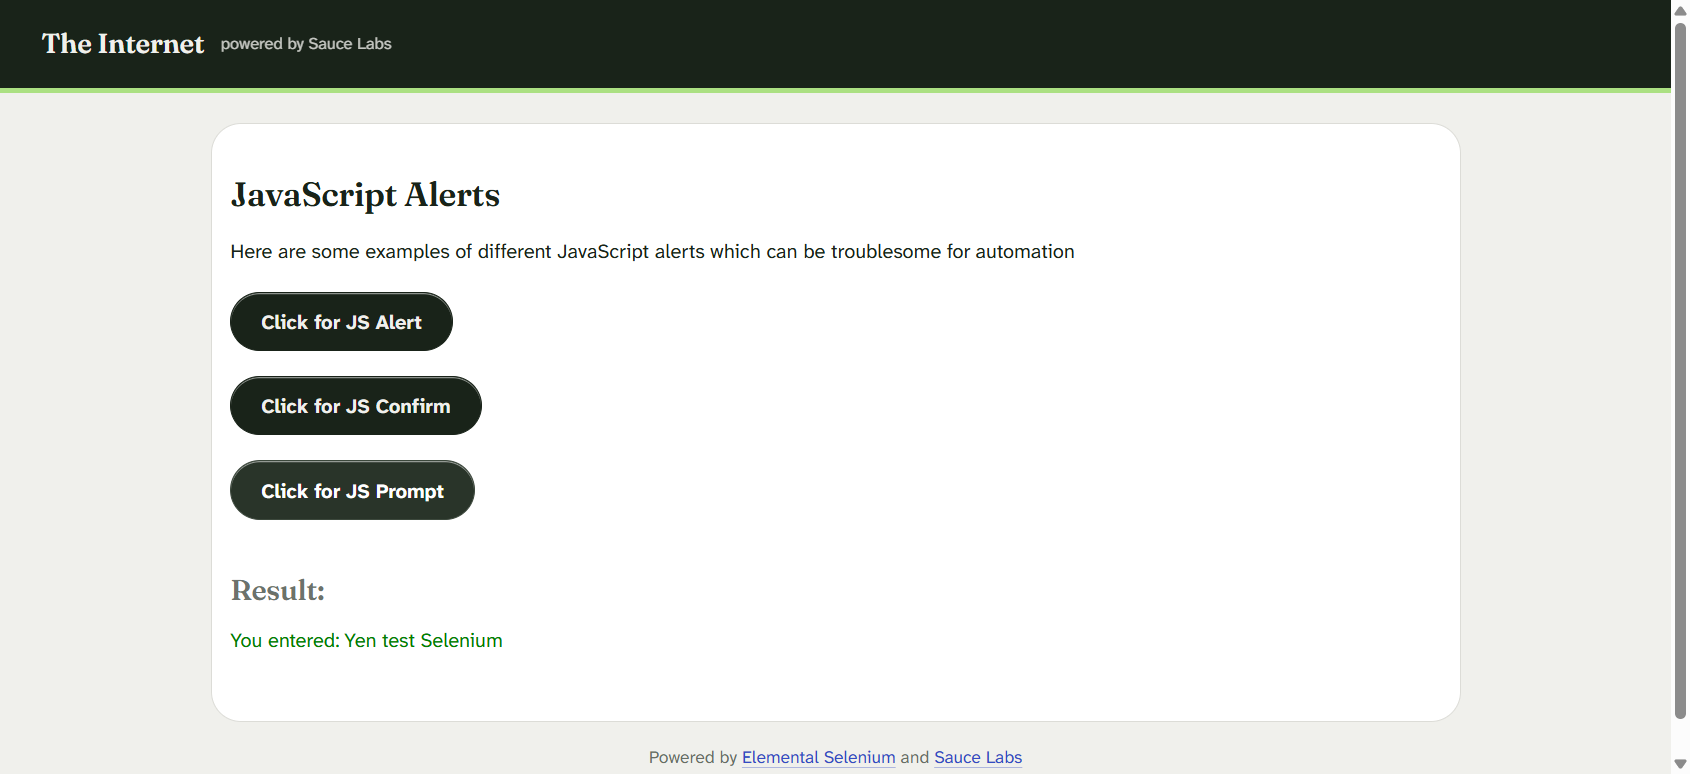 The Internet powered by Sauce Labs
JavaScript Alerts
Here are some examples of different JavaScript alerts which can be troublesome for automation
Click for JS Alert
Click for JS Confirm
Click for JS Prompt
Result:
You entered: Yen test Selenium
Powered by Elemental Selenium and Sauce Labs